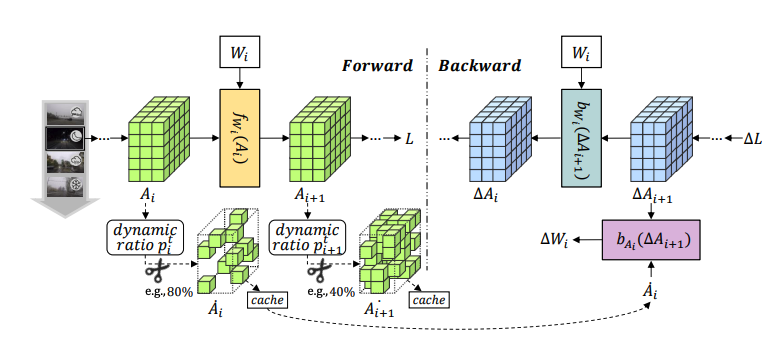 W_i
W_i
Forward
Backward
f_{W_i}(A_i)
b_{W_i}(ΔA_{i+1})
...
...
...
L
...
...
ΔL
A_i
A_{i+1}
ΔA_i
ΔA_{i+1}
dynamic
ratio p_i^t
dynamic
ratio p_{i+1}^t
ΔW_i
b_{A_i}(ΔA_{i+1})
e.g.,80%
e.g.,40%
Ȧ_i
cache
Ȧ_{i+1}
cache
Ȧ_i